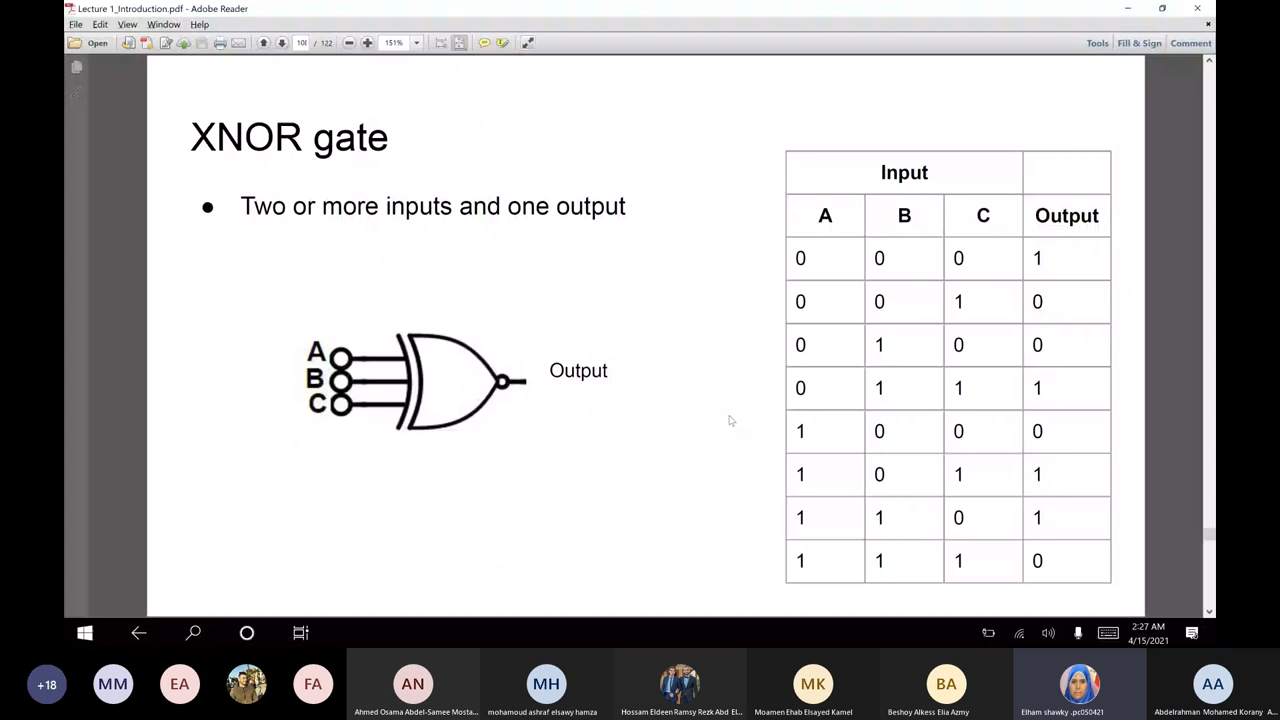 Lecture 1_Introduction.pdf - Adobe Reader
File Edit View Window Help
Open 108 / 122 151% Tools Fill & Sign Comment
XNOR gate
● Two or more inputs and one output
A
B
C
Output
Input
A B C Output
0 0 0 1
0 0 1 0
0 1 0 0
0 1 1 1
1 0 0 0
1 0 1 1
1 1 0 1
1 1 1 0
2:27 AM
4/15/2021
+18 MM EA FA AN MH MK BA AA
Ahmed Osama Abdel-Samee Mosta... mohamoud ashraf elsawy hamza Hossam Eldeen Ramsy Rezk Abd El... Moamen Ehab Elsayed Kamel Beshoy Alkess Elia Azmy Elham shawky .pc050421 Abdelrahman Mohamed Korany A...